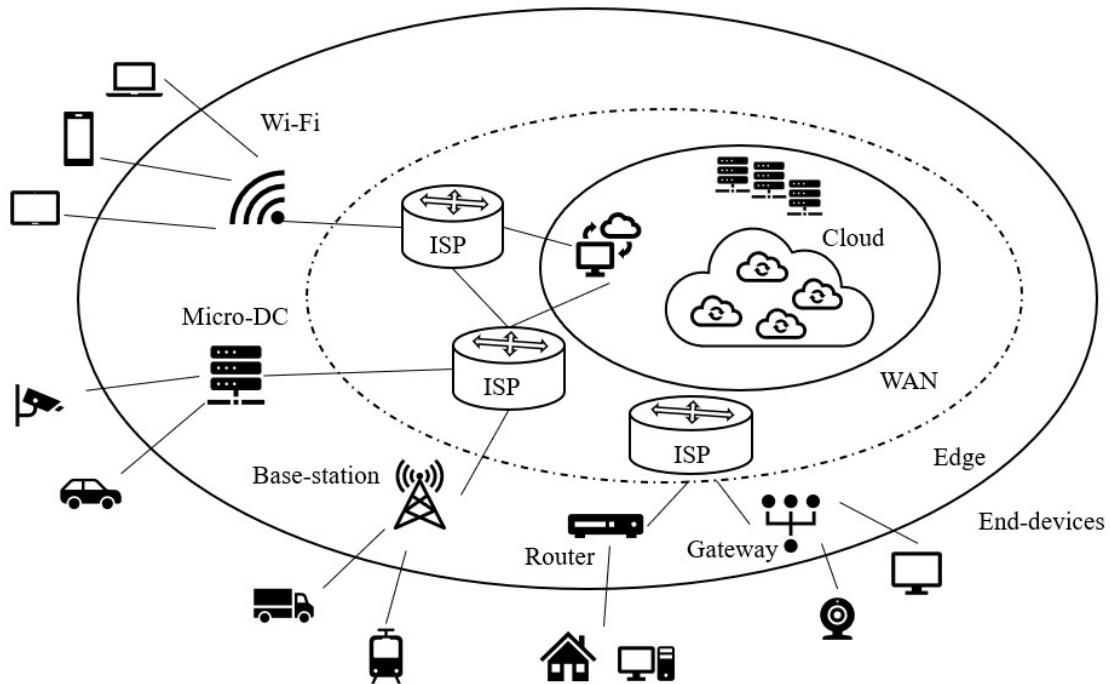 Wi-Fi
Cloud
ISP
Micro-DC
ISP
WAN
ISP
Edge
Base-station
End-devices
Router
Gateway